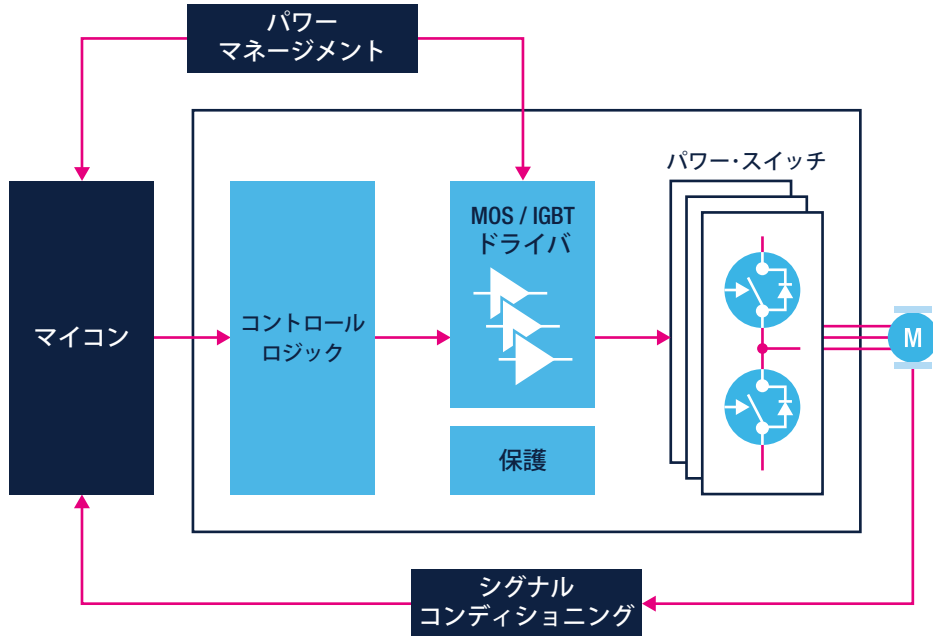 パワー
マネージメント
パワー・スイッチ
MOS / IGBT
ドライバ
マイコン
コントロール
ロジック
M
保護
シグナル
コンディショニング